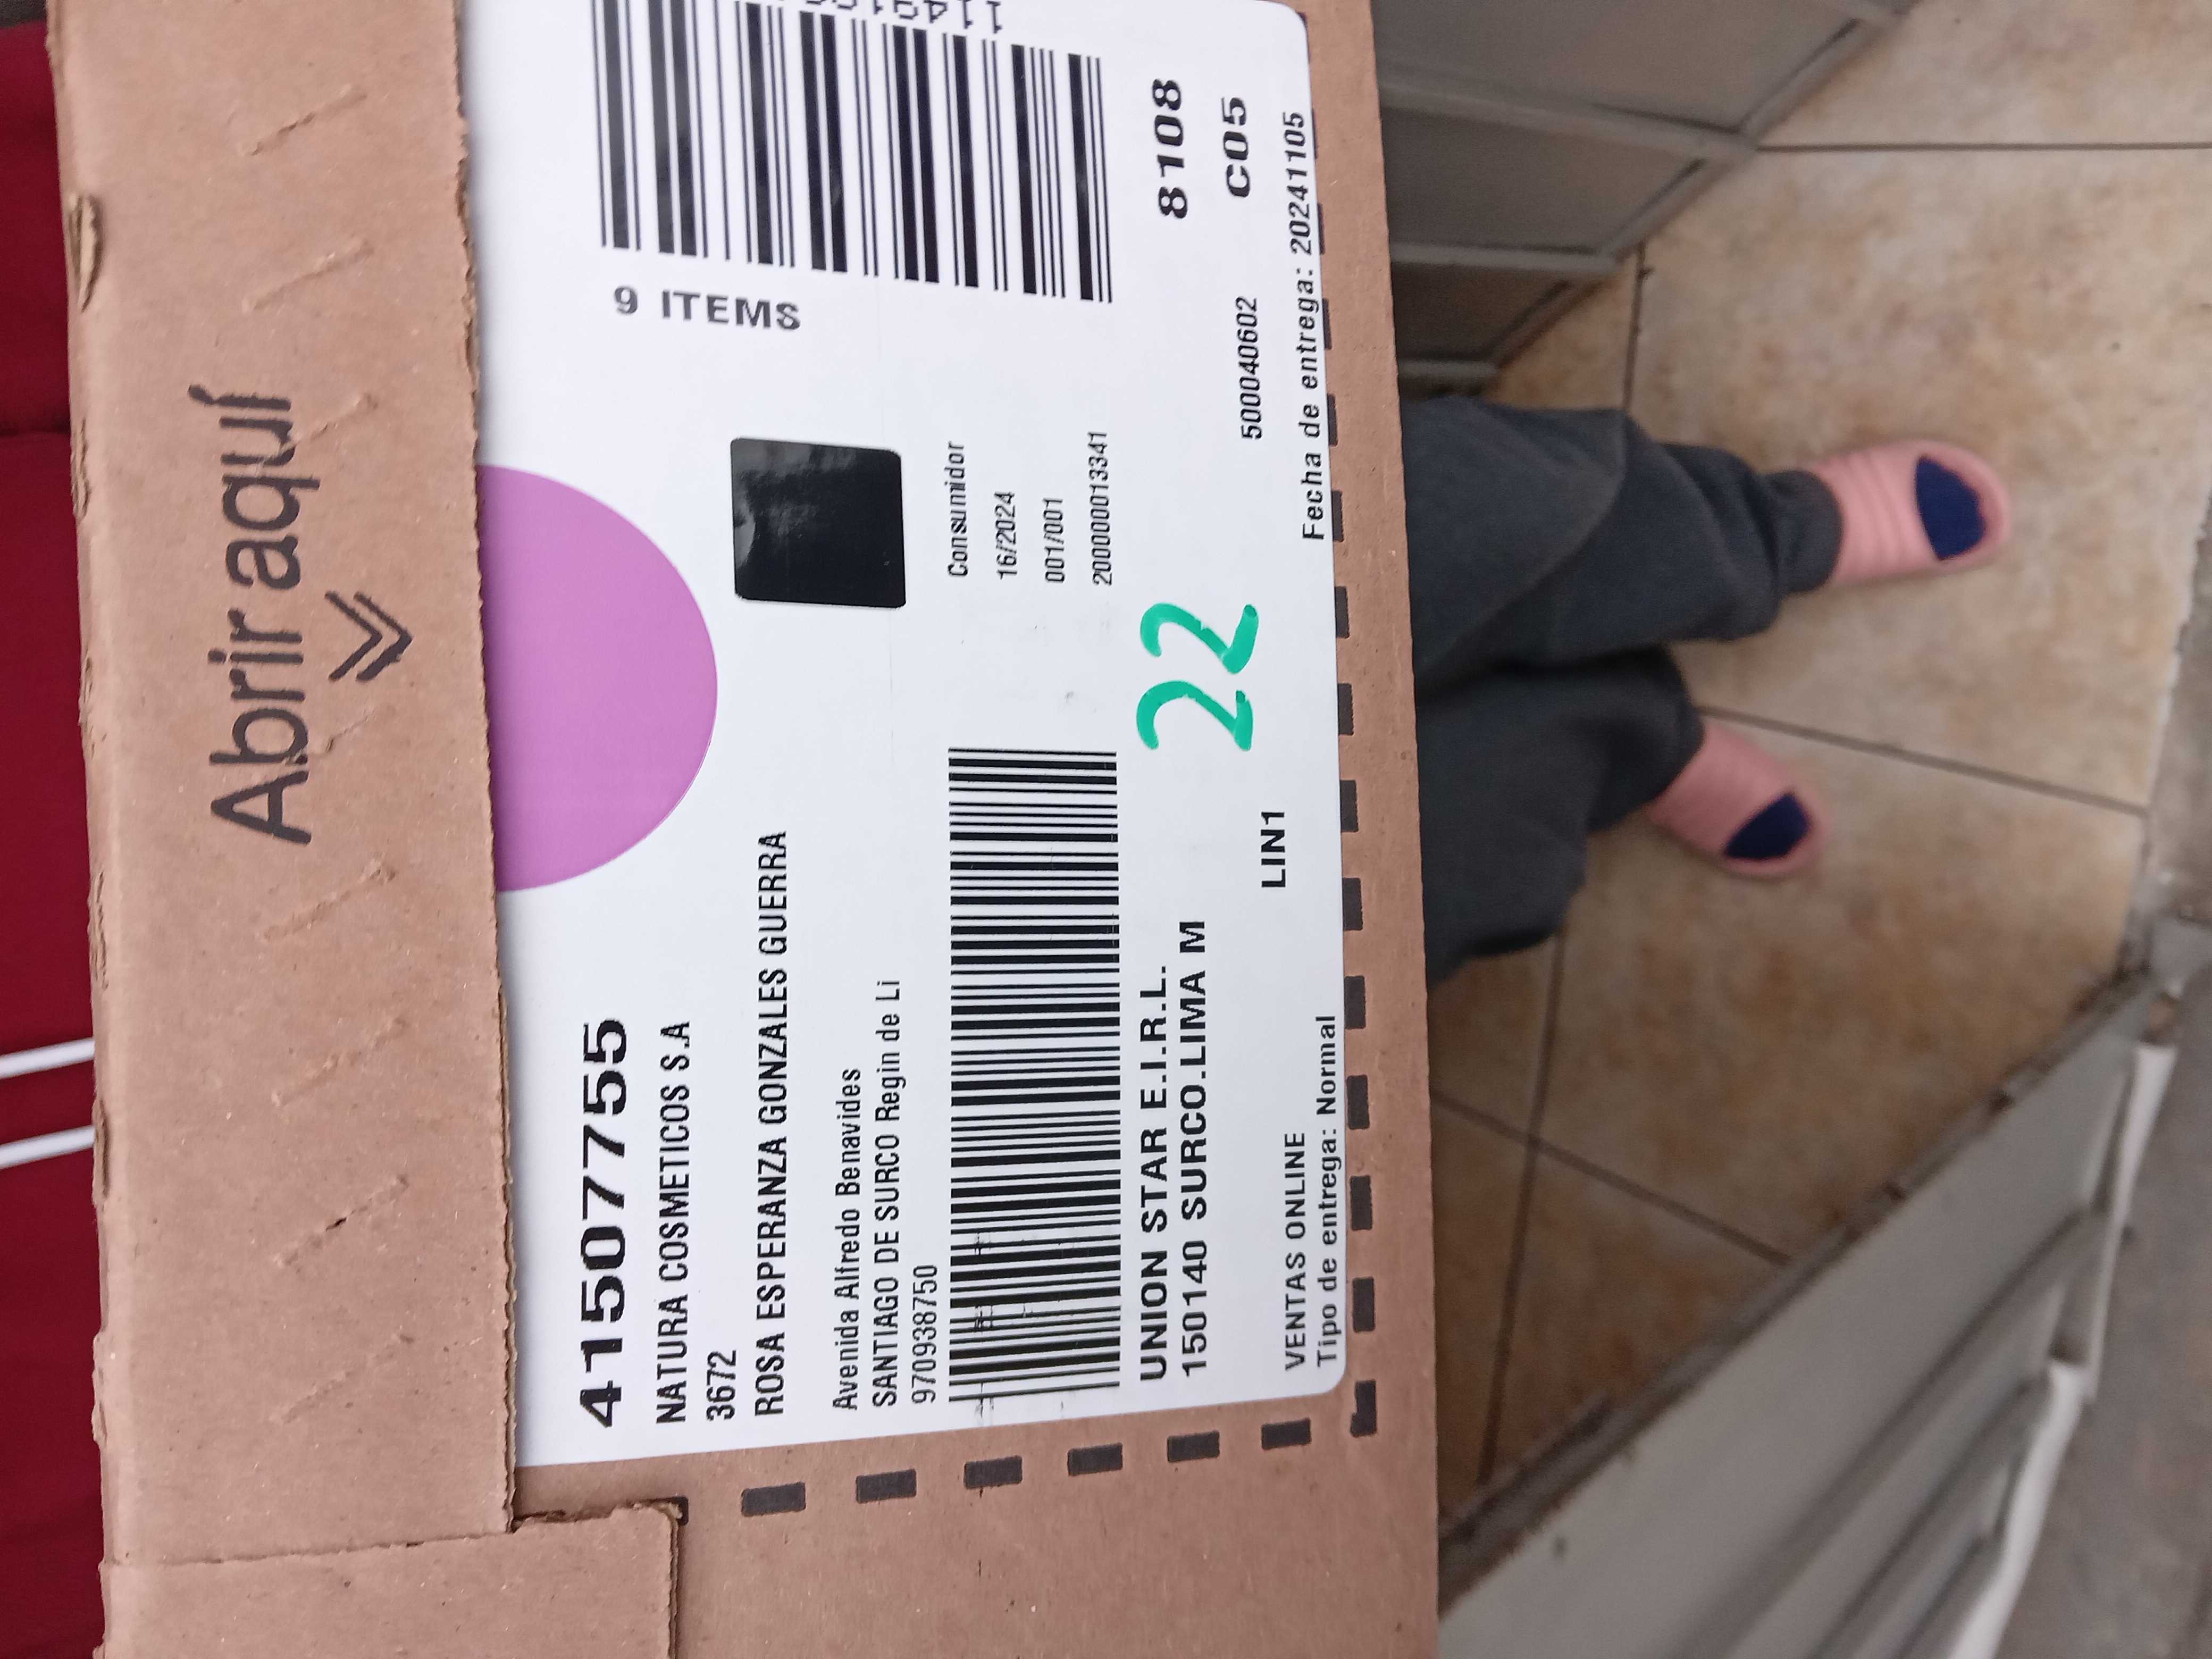 Abrir aquí
41507755
NATURA COSMETICOS S.A
3672
9 ITEMS
ROSA ESPERANZA GONZALES GUERRA
Avenida Alfredo Benavides
SANTIAGO DE SURCO Regin de Li
970938750
Consumidor
16/2024
001/001
200000013341
UNION STAR E.I.R.L.
150140 SURCO.LIMA M
22
8108
LIN1
500040602
C05
VENTAS ONLINE
Tipo de entrega: Normal
Fecha de entrega: 20241105